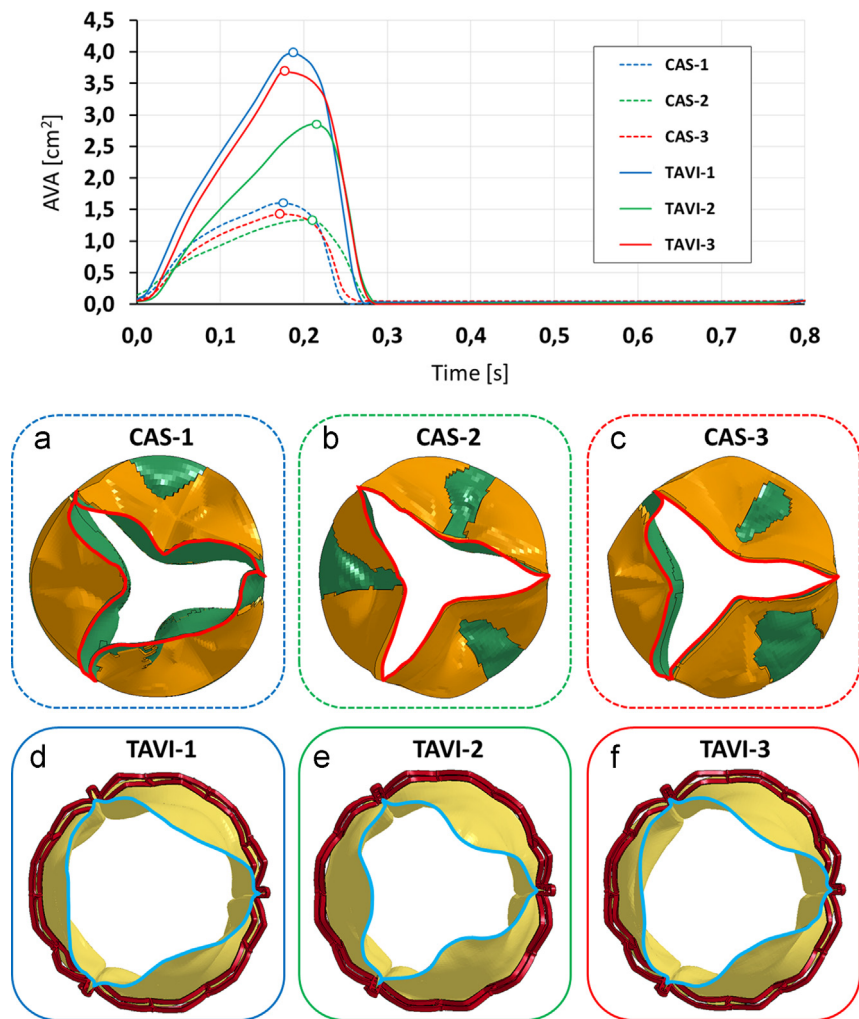 4,5
4,0
3,5
3,0
2,5
2,0
1,5
1,0
0,5
0,0
AVA [cm²]
0,0 0,1 0,2 0,3 0,4 0,5 0,6 0,7 0,8
Time [s]
CAS-1
CAS-2
CAS-3
TAVI-1
TAVI-2
TAVI-3
a CAS-1
b CAS-2
c CAS-3
d TAVI-1
e TAVI-2
f TAVI-3